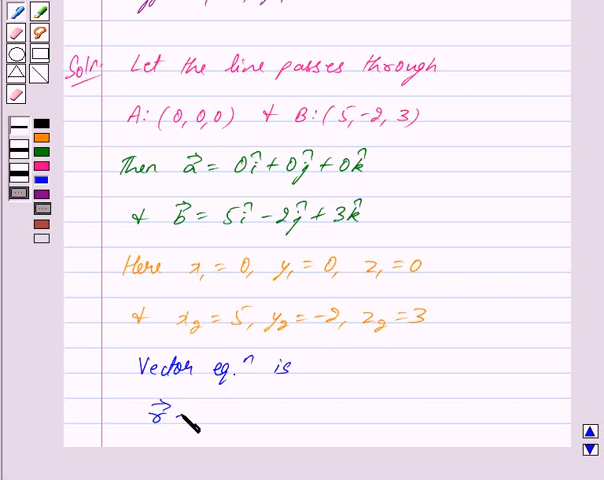 Soln: Let the line passes through
A: (0,0,0) & B: (5,-2,3)
Then a⃗ = 0î + 0ĵ + 0k̂
& b⃗ = 5î - 2ĵ + 3k̂
Here x₁ = 0, y₁ = 0, z₁ = 0
& x₂ = 5, y₂ = -2, z₂ = 3
Vector eq.ⁿ is
r⃗